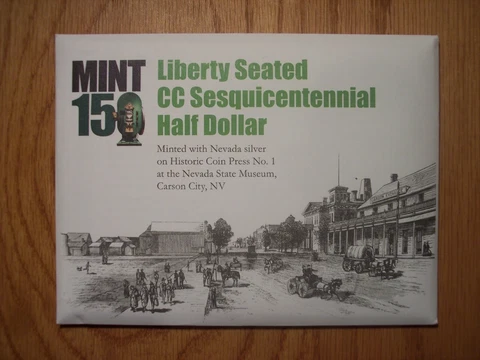 MINT
150
Liberty Seated
CC Sesquicentennial
Half Dollar
Minted with Nevada silver
on Historic Coin Press No. 1
at the Nevada State Museum,
Carson City, NV